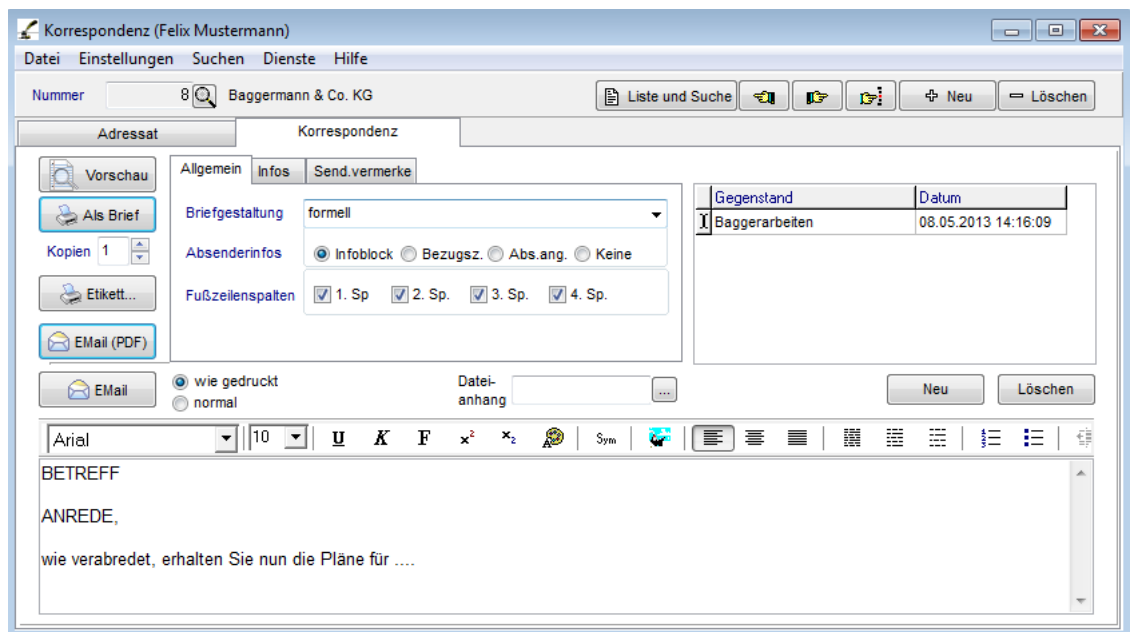 Korrespondenz (Felix Mustermann)
Datei Einstellungen Suchen Dienste Hilfe
Nummer 8 Baggermann & Co. KG Liste und Suche Neu Löschen
Adressat Korrespondenz
Vorschau Allgemein Infos Send.vermerke
Gegenstand Datum
Als Brief Briefgestaltung formell Baggerarbeiten 08.05.2013 14:16:09
Kopien 1 Absenderinfos Infoblock Bezugsz. Abs.ang. Keine
Etikett... Fußzeilenspalten 1. Sp 2. Sp. 3. Sp. 4. Sp.
EMail (PDF)
EMail wie gedruckt Datei- ... Neu Löschen
normal anhang
Arial 10 U K F x² x₂ A Sym
BETREFF
ANREDE,
wie verabredet, erhalten Sie nun die Pläne für ....